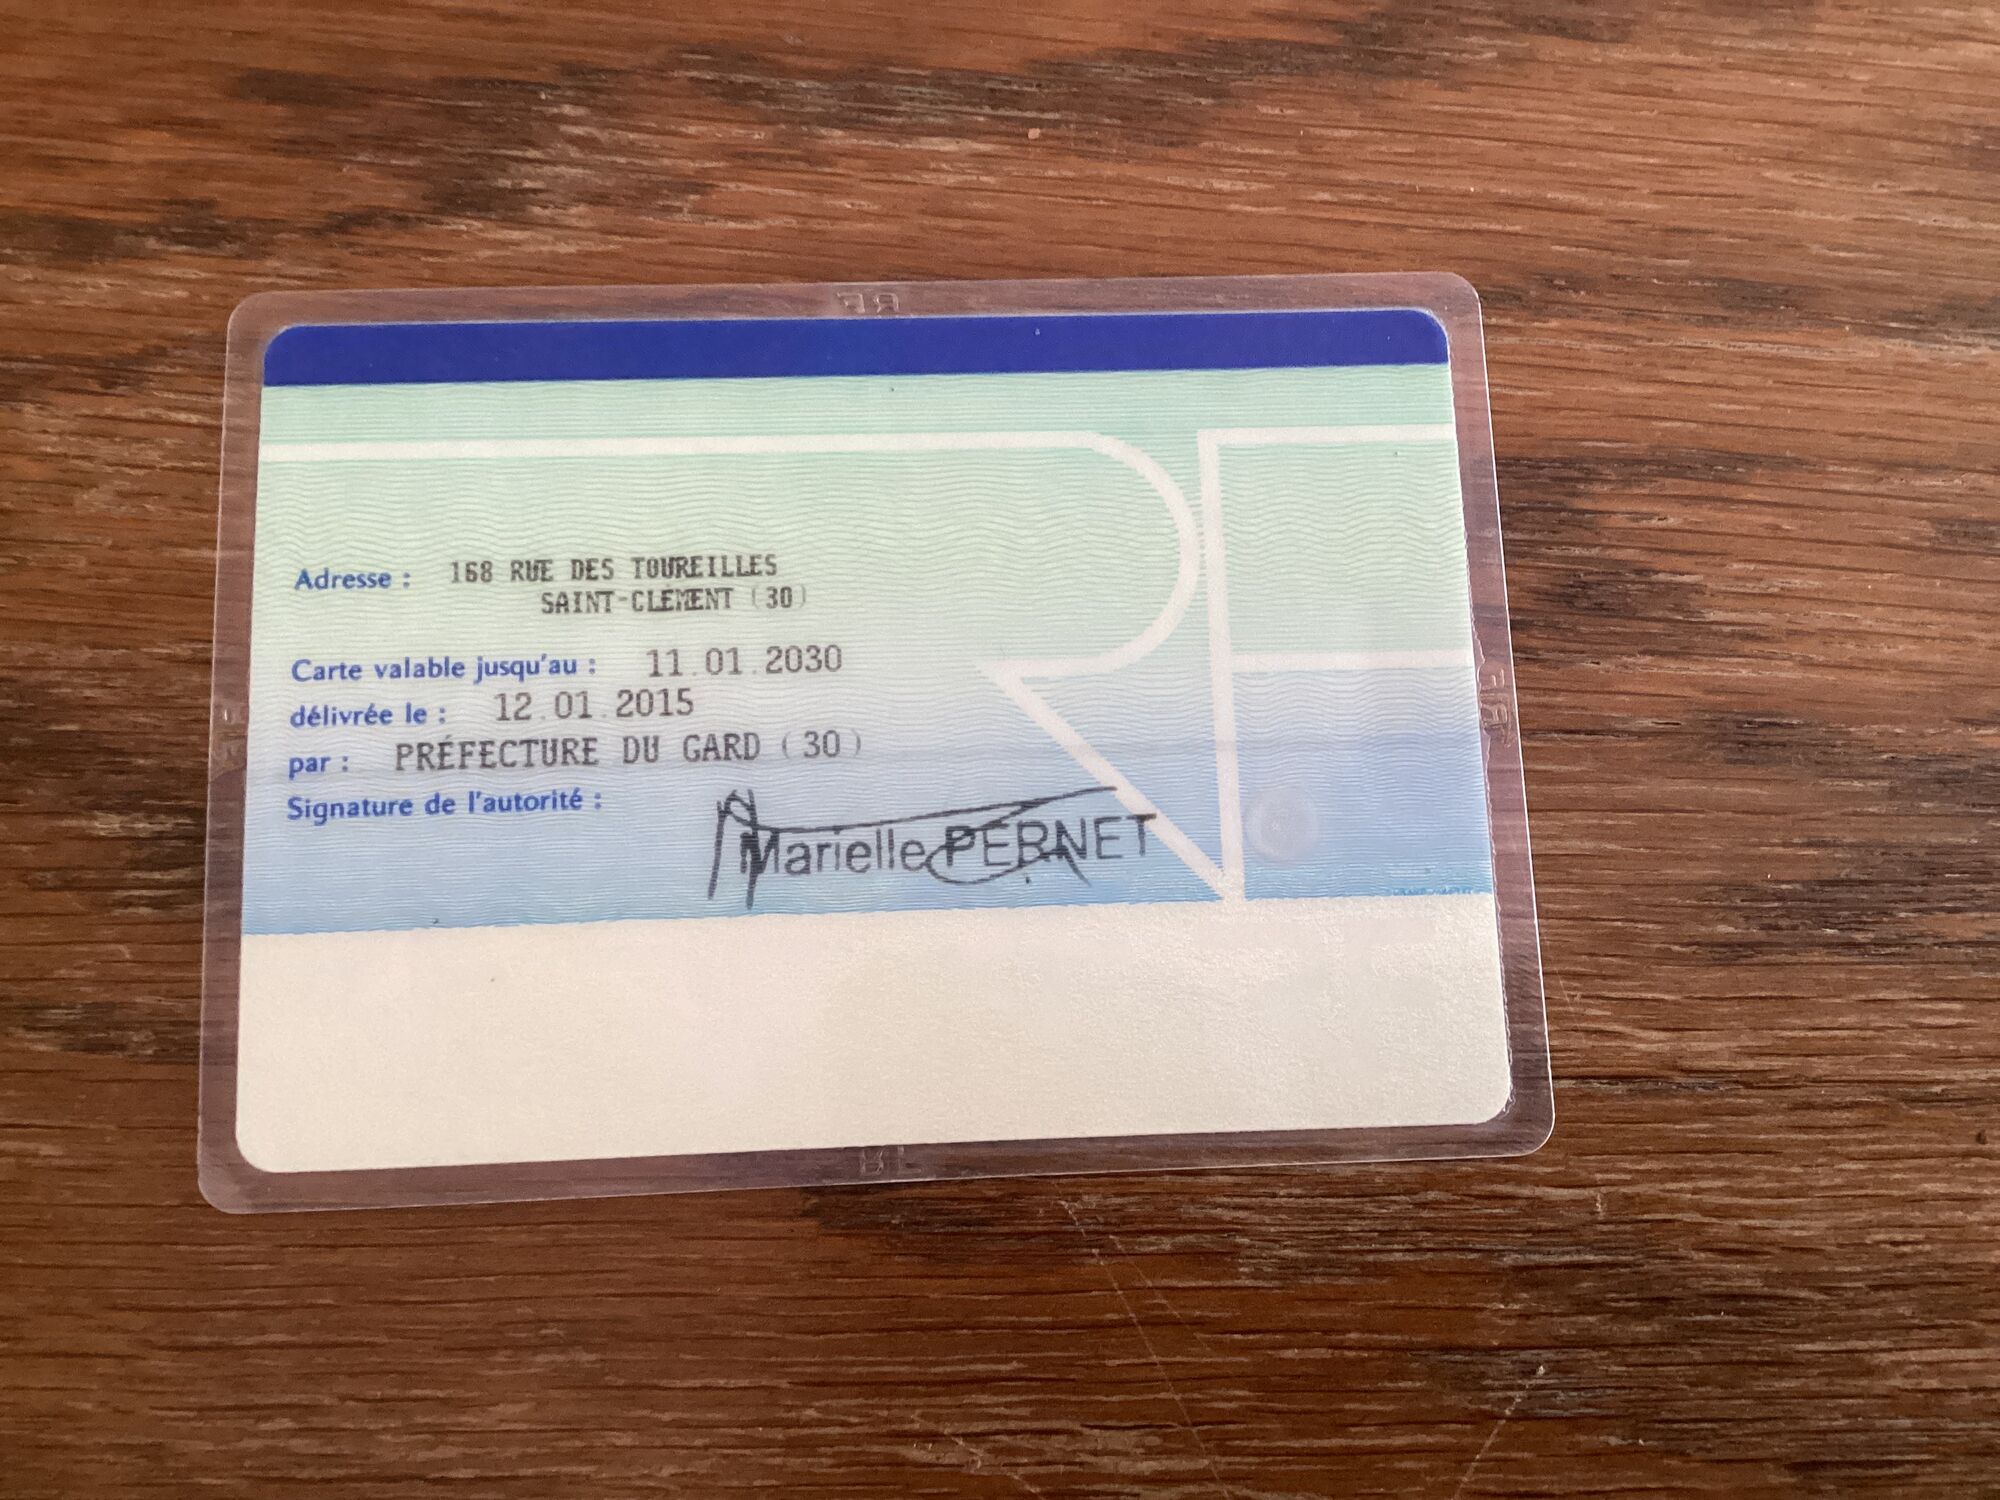 Adresse : 168 RUE DES TOUREILLES
SAINT-CLÉMENT (30)
Carte valable jusqu'au : 11.01.2030
délivrée le : 12.01.2015
par : PRÉFECTURE DU GARD (30)
Signature de l'autorité :
Marielle PERNET
RF